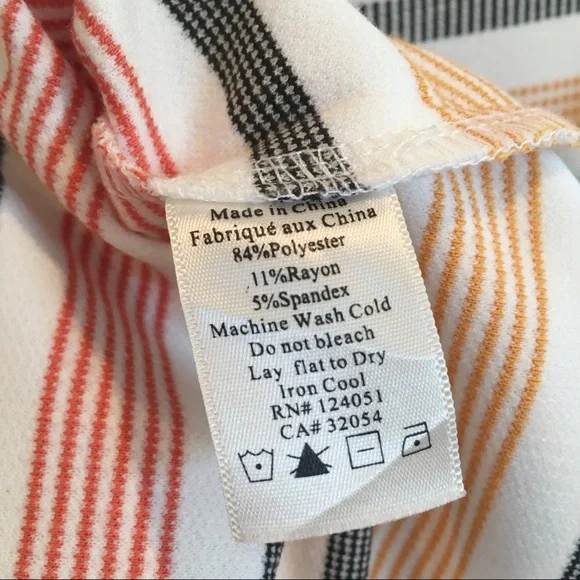 Made in China
Fabriqué aux China
84%Polyester
11%Rayon
5%Spandex
Machine Wash Cold
Do not bleach
Lay flat to Dry
Iron Cool
RN# 124051
CA# 32054